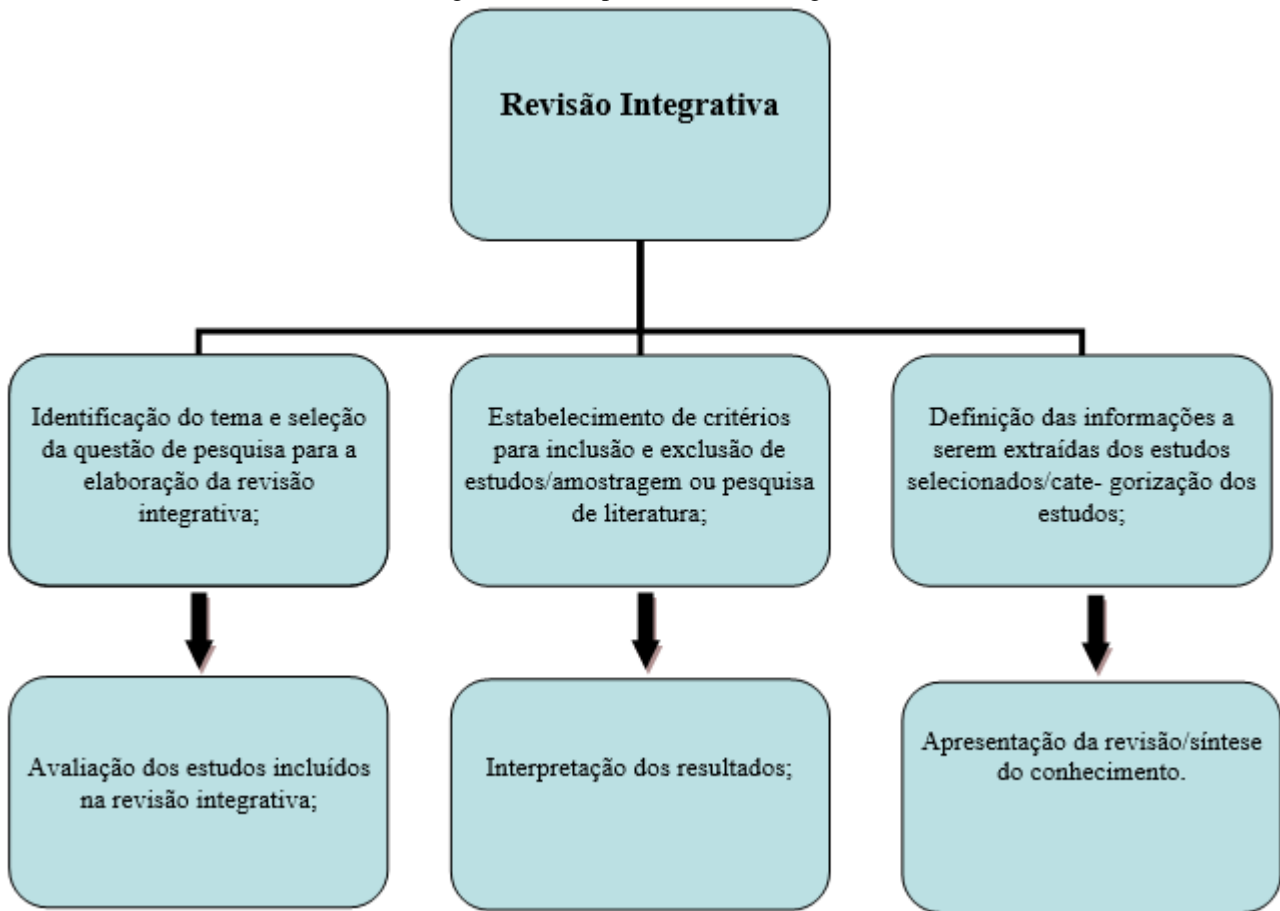 Revisão Integrativa
Identificação do tema e seleção
da questão de pesquisa para a
elaboração da revisão
integrativa;
Estabelecimento de critérios
para inclusão e exclusão de
estudos/amostragem ou pesquisa
de literatura;
Definição das informações a
serem extraídas dos estudos
selecionados/cate- gorização dos
estudos;
Avaliação dos estudos incluídos
na revisão integrativa;
Interpretação dos resultados;
Apresentação da revisão/síntese
do conhecimento.